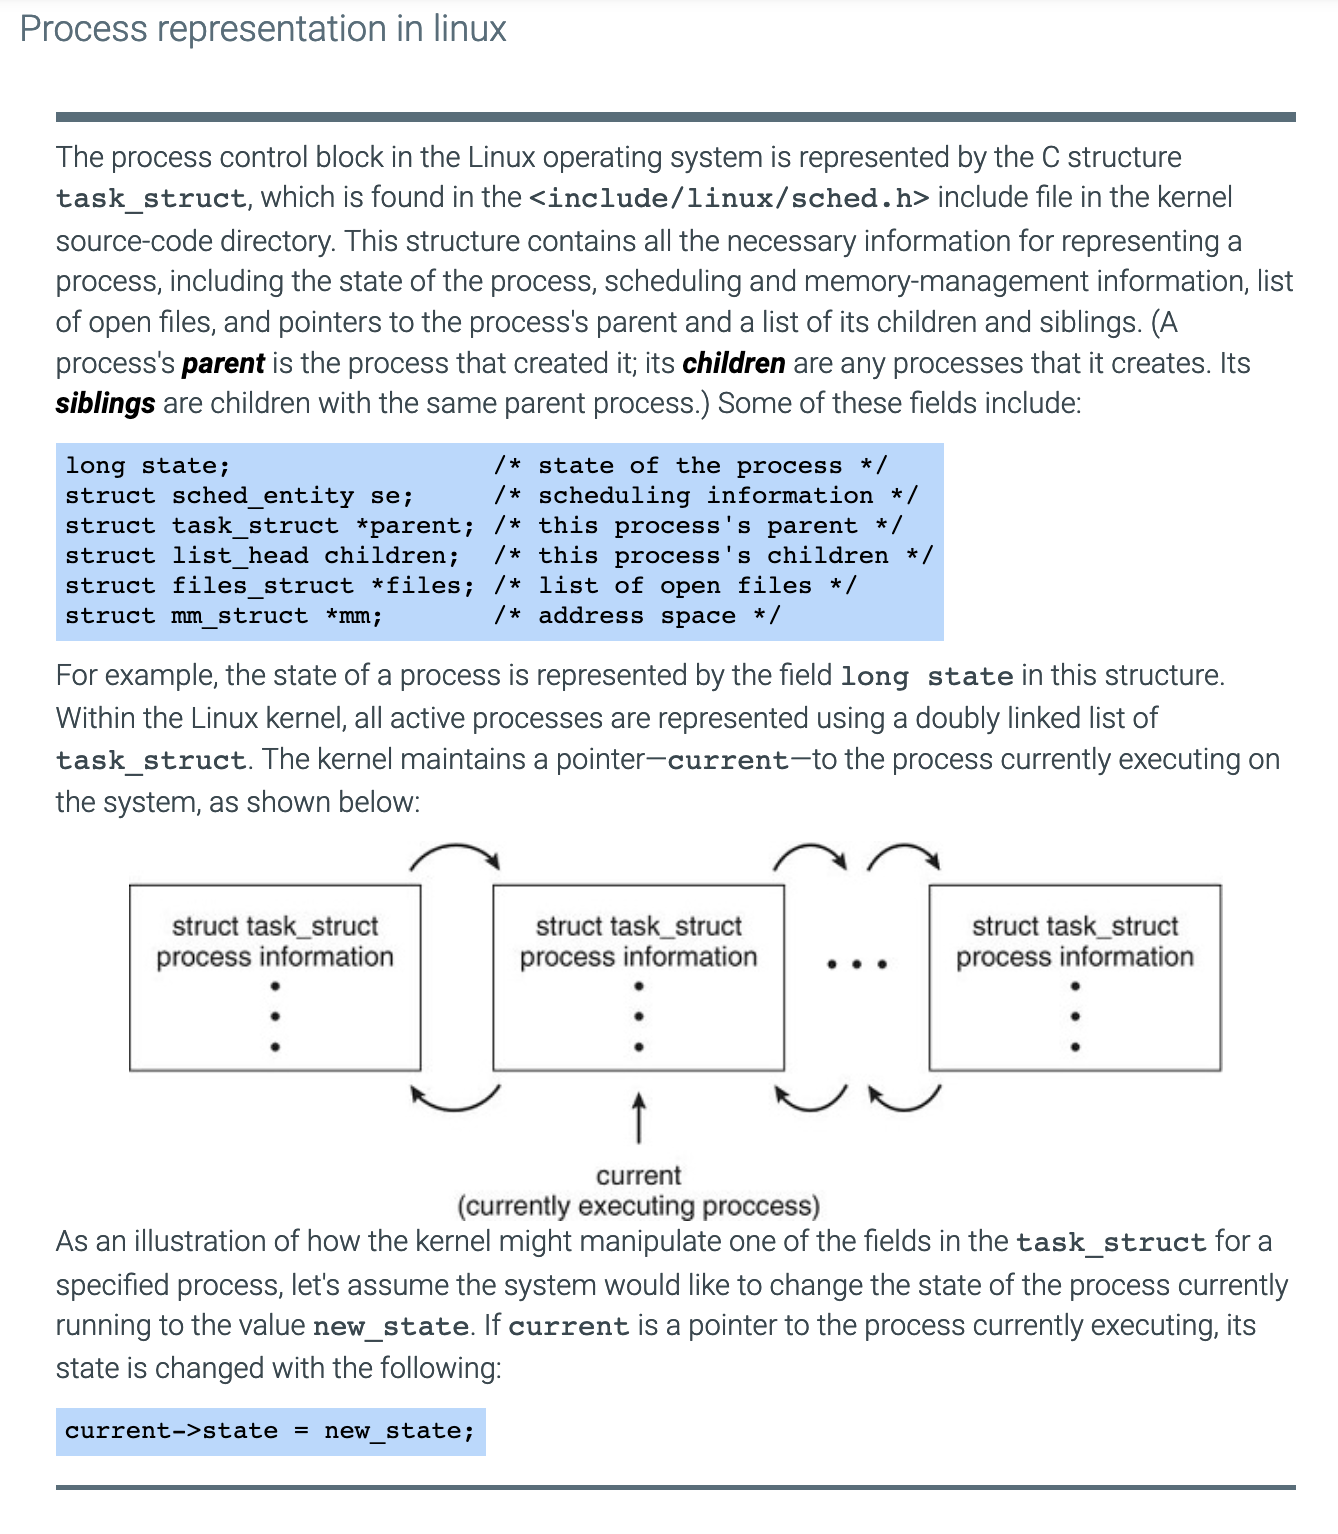 Process representation in linux
The process control block in the Linux operating system is represented by the C structure
task_struct, which is found in the <include/linux/sched.h> include file in the kernel
source-code directory. This structure contains all the necessary information for representing a
process, including the state of the process, scheduling and memory-management information, list
of open files, and pointers to the process's parent and a list of its children and siblings. (A
process's parent is the process that created it; its children are any processes that it creates. Its
siblings are children with the same parent process.) Some of these fields include:
long state;                 /* state of the process */
struct sched_entity se;     /* scheduling information */
struct task_struct *parent; /* this process's parent */
struct list_head children;  /* this process's children */
struct files_struct *files; /* list of open files */
struct mm_struct *mm;       /* address space */
For example, the state of a process is represented by the field long state in this structure.
Within the Linux kernel, all active processes are represented using a doubly linked list of
task_struct. The kernel maintains a pointer—current—to the process currently executing on
the system, as shown below:
struct task_struct
process information
struct task_struct
process information
struct task_struct
process information
current
(currently executing proccess)
As an illustration of how the kernel might manipulate one of the fields in the task_struct for a
specified process, let's assume the system would like to change the state of the process currently
running to the value new_state. If current is a pointer to the process currently executing, its
state is changed with the following:
current->state = new_state;